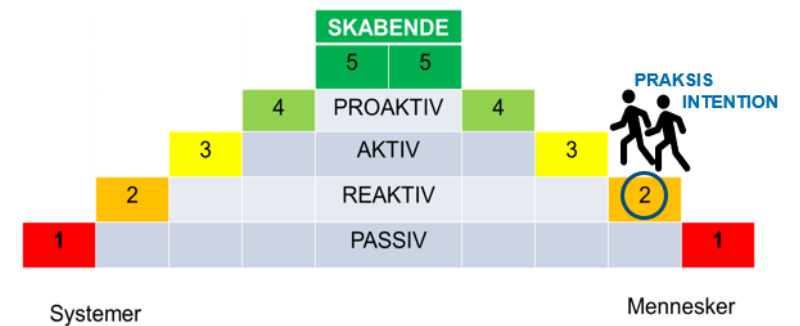 SKABENDE
5 5
PRAKSIS
INTENTION
4 PROAKTIV 4
3 AKTIV 3
2 REAKTIV 2
1 PASSIV 1
Systemer
Mennesker